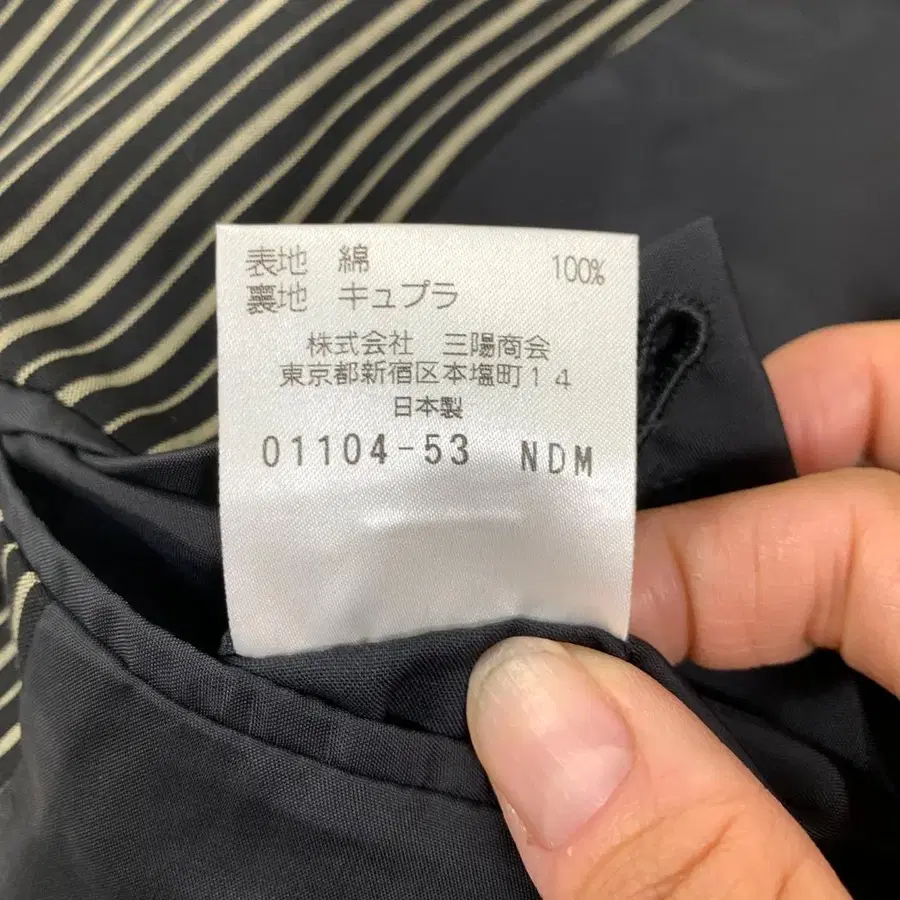 表地 綿 100%
裏地 キュプラ
株式会社 三陽商会
東京都新宿区本塩町14
日本製
01104-53 NDM